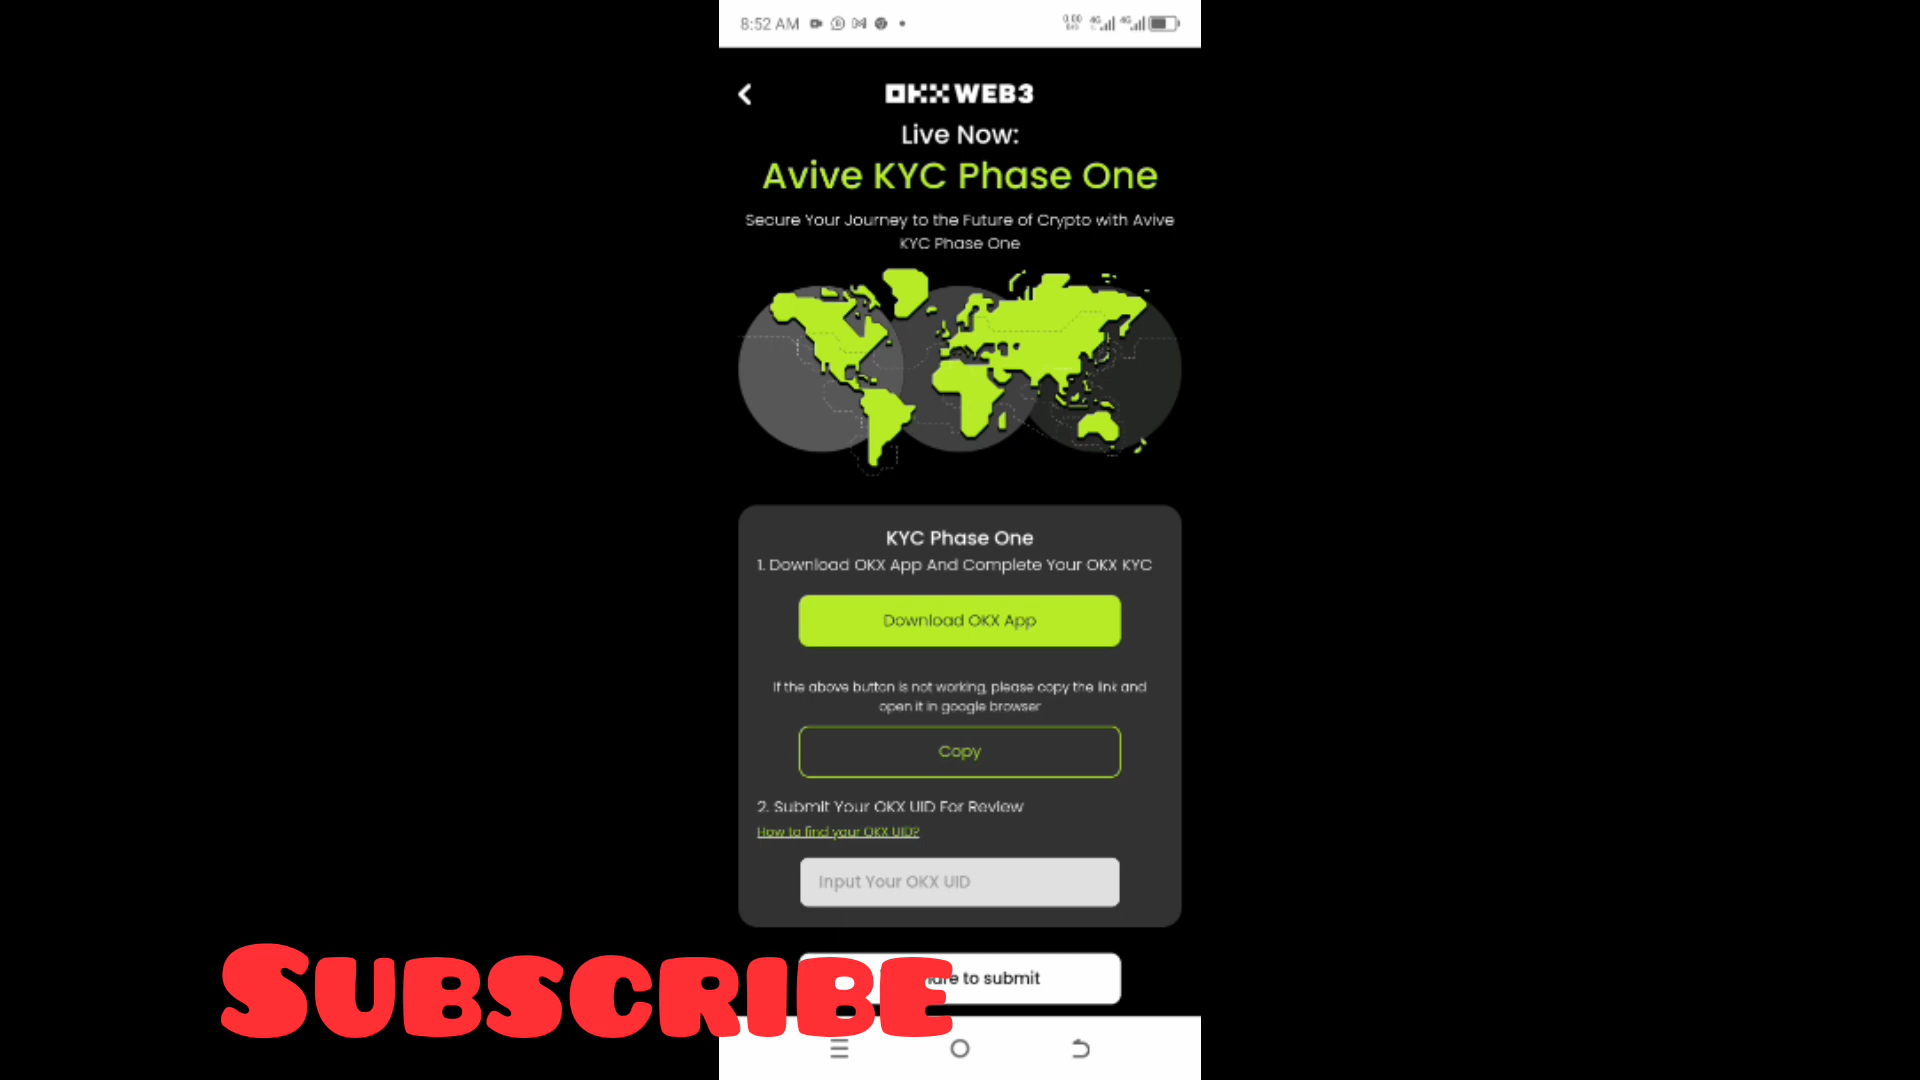 8:52 AM
OKX WEB3
Live Now:
Avive KYC Phase One
Secure Your Journey to the Future of Crypto with Avive
KYC Phase One
KYC Phase One
1. Download OKX App And Complete Your OKX KYC
Download OKX App
If the above button is not working, please copy the link and
open it in google browser
Copy
2. Submit Your OKX UID For Review
How to find your OKX UID?
Input Your OKX UID
to submit
SUBSCRIBE